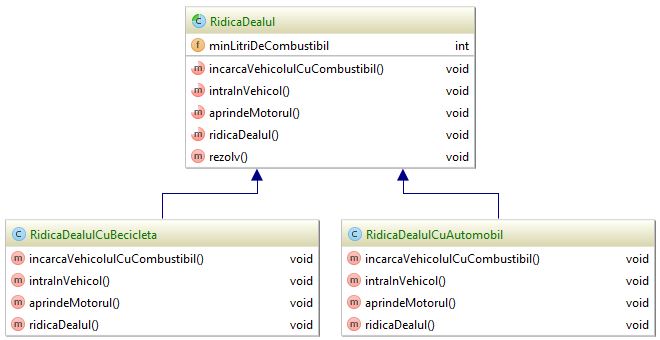 C RidicaDealul
f minLitriDeCombustibil int
m incarcaVehicolulCuCombustibil() void
m intraInVehicol() void
m aprindeMotorul() void
m ridicaDealul() void
m rezolv() void
C RidicaDealulCuBecicleta
m incarcaVehicolulCuCombustibil() void
m intraInVehicol() void
m aprindeMotorul() void
m ridicaDealul() void
C RidicaDealulCuAutomobil
m incarcaVehicolulCuCombustibil() void
m intraInVehicol() void
m aprindeMotorul() void
m ridicaDealul() void